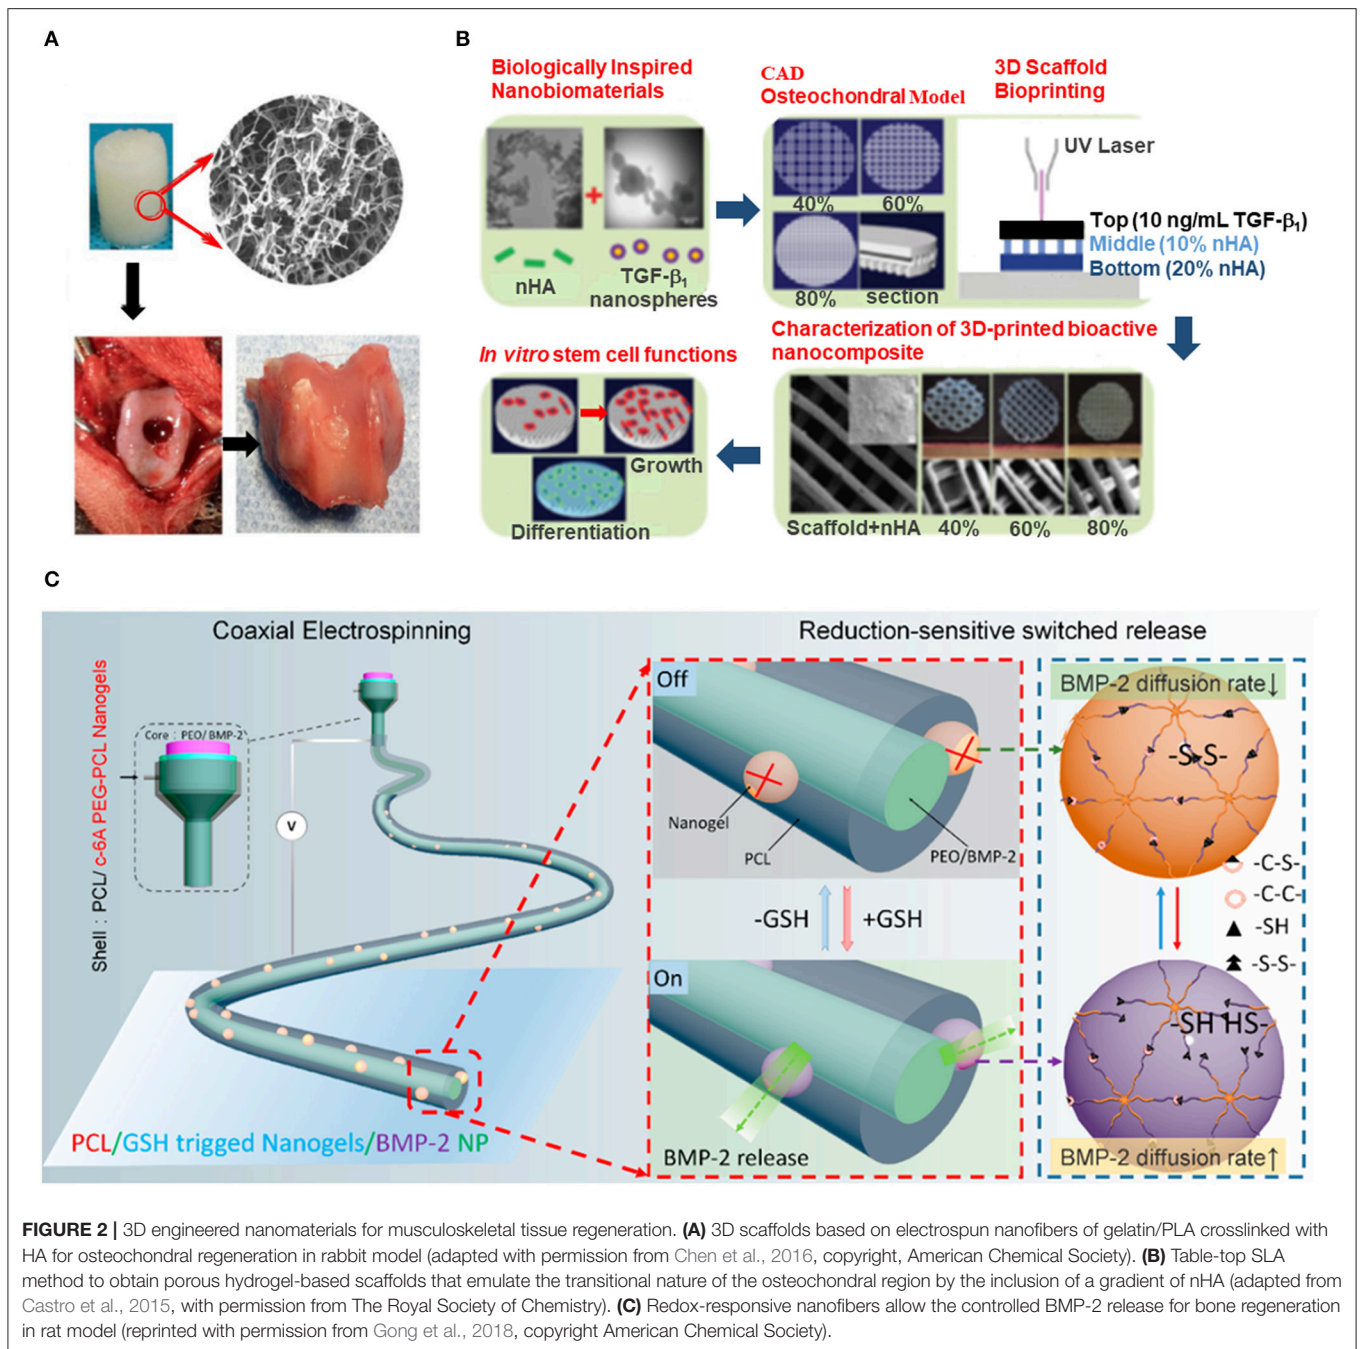 A
B
Biologically Inspired
Nanobiomaterials
CAD
Osteochondral Model
3D Scaffold
Bioprinting
nHA
TGF-β1
nanospheres
40%
60%
80%
section
UV Laser
Top (10 ng/mL TGF-β1)
Middle (10% nHA)
Bottom (20% nHA)
In vitro stem cell functions
Growth
Differentiation
Characterization of 3D-printed bioactive
nanocomposite
Scaffold+nHA
40%
60%
80%
C
Coaxial Electrospinning
Reduction-sensitive switched release
Core : PEO/BMP-2
Shell : PCL/ c-6A PEG-PCL Nanogels
V
PCL/GSH trigged Nanogels/BMP-2 NP
Off
Nanogel
PCL
PEO/BMP-2
-GSH
+GSH
On
BMP-2 release
BMP-2 diffusion rate↓
-S-S-
-C-S-
-C-C-
-SH
-S-S-
-SH HS-
BMP-2 diffusion rate↑
FIGURE 2 | 3D engineered nanomaterials for musculoskeletal tissue regeneration. (A) 3D scaffolds based on electrospun nanofibers of gelatin/PLA crosslinked with
HA for osteochondral regeneration in rabbit model (adapted with permission from Chen et al., 2016, copyright, American Chemical Society). (B) Table-top SLA
method to obtain porous hydrogel-based scaffolds that emulate the transitional nature of the osteochondral region by the inclusion of a gradient of nHA (adapted from
Castro et al., 2015, with permission from The Royal Society of Chemistry). (C) Redox-responsive nanofibers allow the controlled BMP-2 release for bone regeneration
in rat model (reprinted with permission from Gong et al., 2018, copyright American Chemical Society).